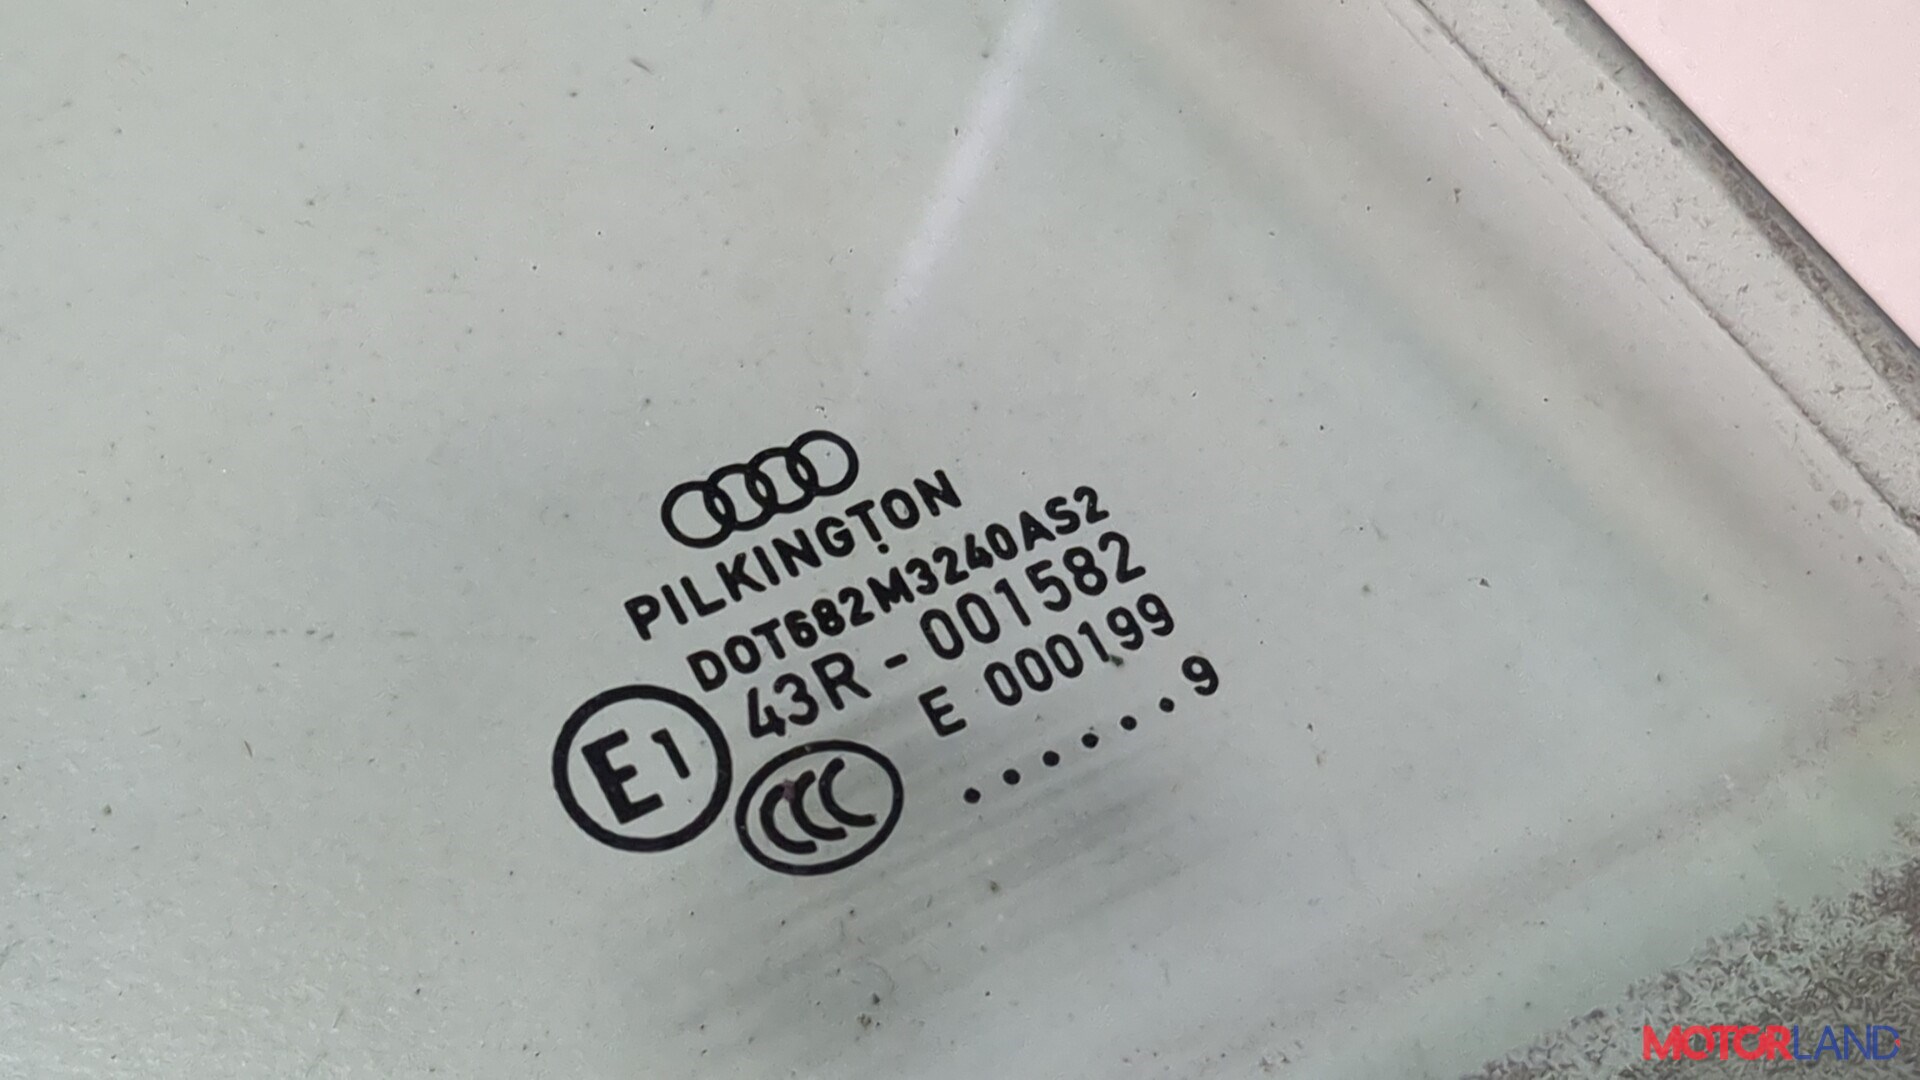 PILKINGTON
DOT682M3240AS2
43R - 001582
E1
E 000199
CCC
. . . . . . 9
MOTORLAND